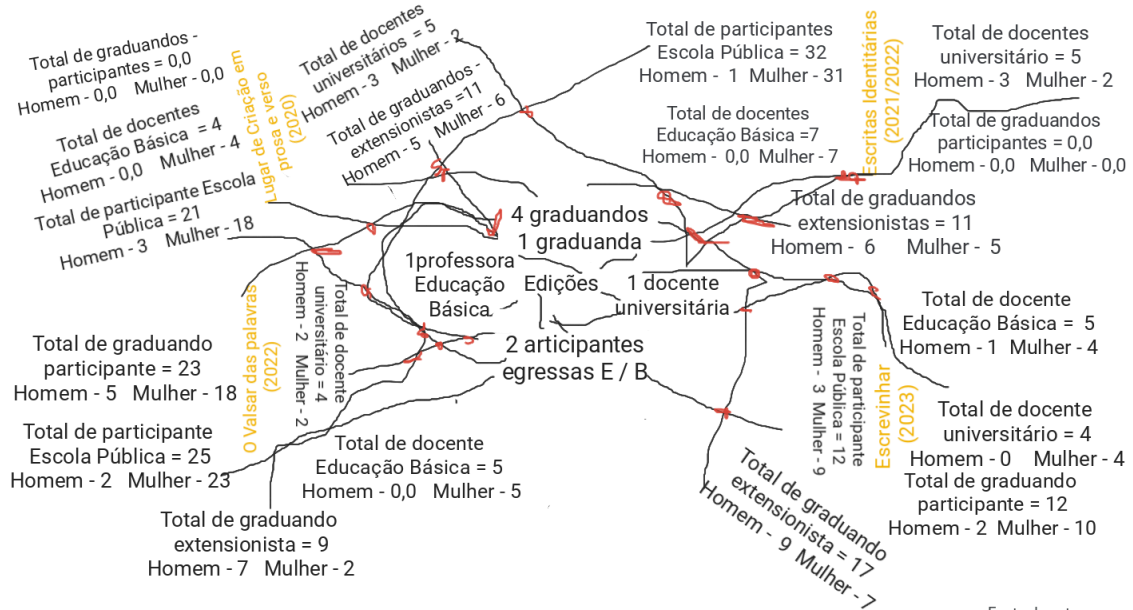 Total de graduandos -
participantes = 0,0
Homem - 0,0 Mulher - 0,0
Total de docentes
Educação Básica = 4
Homem - 0,0 Mulher - 4
Total de participante Escola
Pública = 21
Homem - 3 Mulher - 18
Lugar de Criação em
prosa e verso
(2020)
Total de docentes
universitários = 5
Homem - 3 Mulher - 2
Total de graduandos -
extensionistas =11
Homem - 5 Mulher - 6
Total de participantes
Escola Pública = 32
Homem - 1 Mulher - 31
Total de docentes
Educação Básica =7
Homem - 0,0 Mulher - 7
Escritas Identitárias
(2021/2022)
Total de docentes
universitário = 5
Homem - 3 Mulher - 2
Total de graduandos
participantes = 0,0
Homem - 0,0 Mulher - 0,0
Total de graduandos
extensionistas = 11
Homem - 6 Mulher - 5
4 graduandos
1 graduanda
1professora
Educação
Básica
Edições
1 docente
universitária
2 articipantes
egressas E / B
O Valsar das palavras
(2022)
Total de docente
universitário = 4
Homem - 2 Mulher - 2
Total de graduando
participante = 23
Homem - 5 Mulher - 18
Total de participante
Escola Pública = 25
Homem - 2 Mulher - 23
Total de docente
Educação Básica = 5
Homem - 0,0 Mulher - 5
Total de graduando
extensionista = 9
Homem - 7 Mulher - 2
Total de participante
Escola Pública = 12
Homem - 3 Mulher - 9
Escrevinhar
(2023)
Total de docente
Educação Básica = 5
Homem - 1 Mulher - 4
Total de docente
universitário = 4
Homem - 0 Mulher - 4
Total de graduando
participante = 12
Homem - 2 Mulher - 10
Total de graduando
extensionista = 17
Homem - 9 Mulher - 7